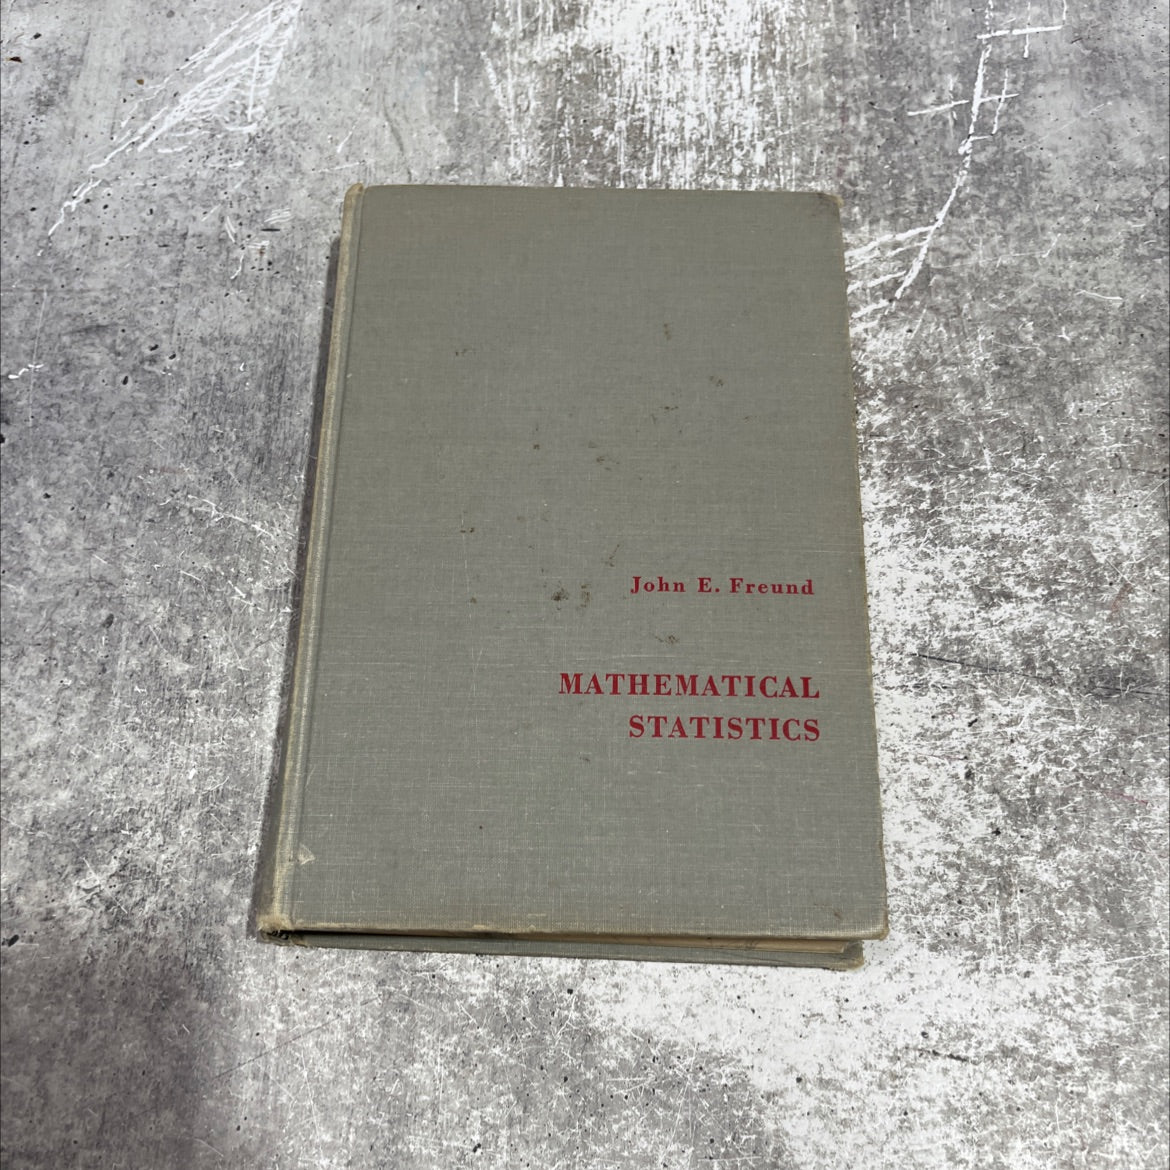 John E. Freund
MATHEMATICAL
STATISTICS